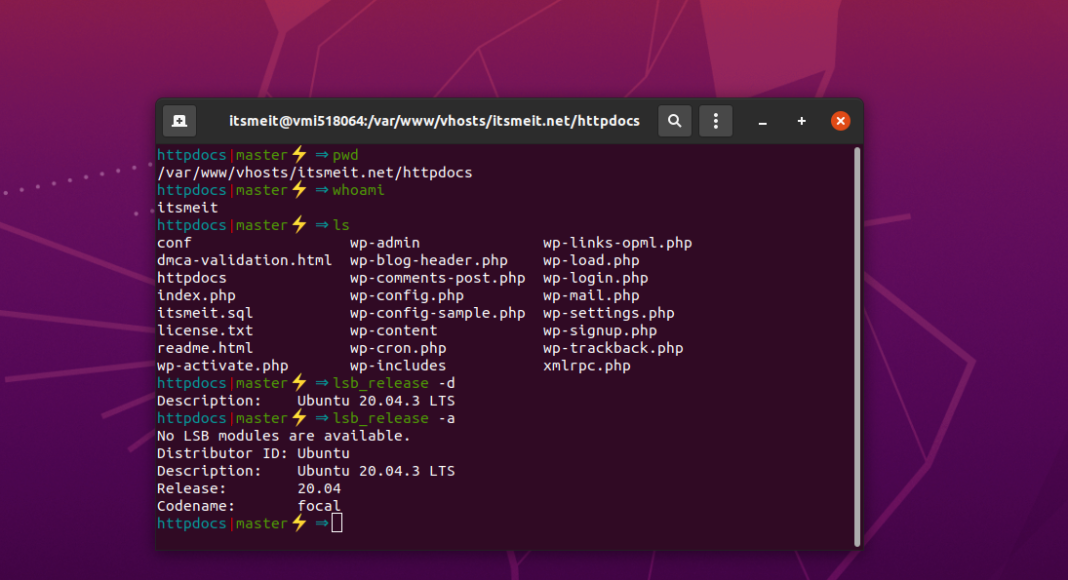 itsmeit@vmi518064:/var/www/vhosts/itsmeit.net/httpdocs
httpdocs|master⚡ ⇒pwd
/var/www/vhosts/itsmeit.net/httpdocs
httpdocs|master⚡ ⇒whoami
itsmeit
httpdocs|master⚡ ⇒ls
conf                  wp-admin              wp-links-opml.php
dmca-validation.html  wp-blog-header.php    wp-load.php
httpdocs              wp-comments-post.php  wp-login.php
index.php             wp-config.php         wp-mail.php
itsmeit.sql           wp-config-sample.php  wp-settings.php
license.txt           wp-content            wp-signup.php
readme.html           wp-cron.php           wp-trackback.php
wp-activate.php       wp-includes           xmlrpc.php
httpdocs|master⚡ ⇒lsb_release -d
Description:    Ubuntu 20.04.3 LTS
httpdocs|master⚡ ⇒lsb_release -a
No LSB modules are available.
Distributor ID: Ubuntu
Description:    Ubuntu 20.04.3 LTS
Release:        20.04
Codename:       focal
httpdocs|master⚡ ⇒